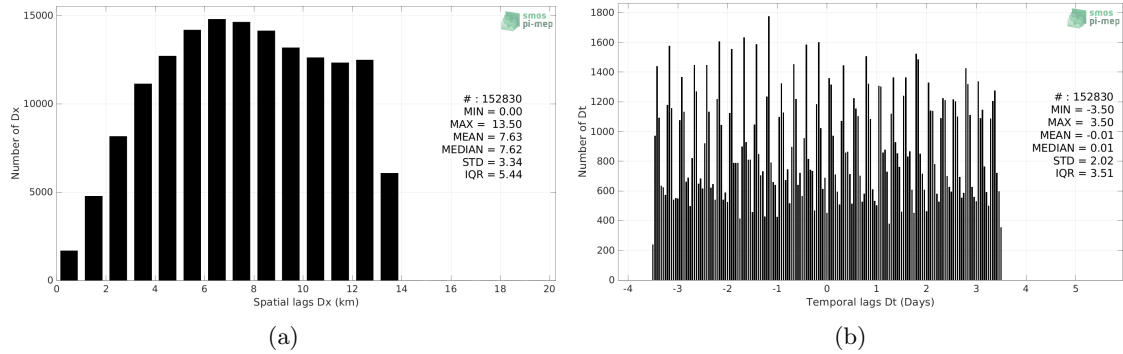 15000
10000
5000
0
0 2 4 6 8 10 12 14 16 18 20
Number of Dx
Spatial lags Dx (km)
smos
pi-mep
# : 152830
MIN = 0.00
MAX = 13.50
MEAN = 7.63
MEDIAN = 7.62
STD = 3.34
IQR = 5.44
(a)
1800
1600
1400
1200
1000
800
600
400
200
0
-4 -3 -2 -1 0 1 2 3 4 5
Number of Dt
Temporal lags Dt (Days)
smos
pi-mep
# : 152830
MIN = -3.50
MAX = 3.50
MEAN = -0.01
MEDIAN = 0.01
STD = 2.02
IQR = 3.51
(b)